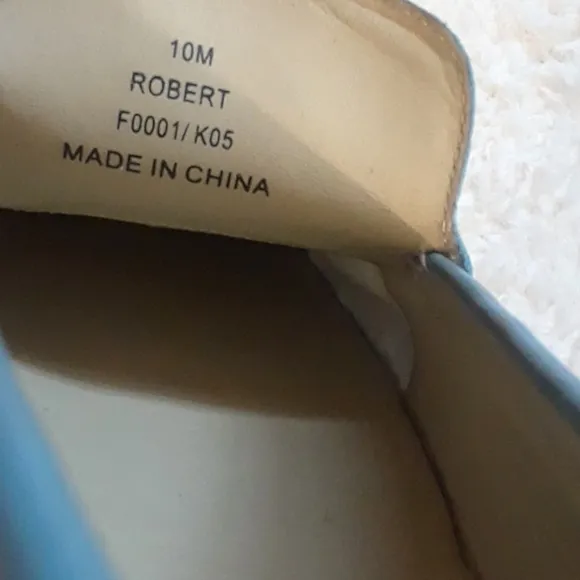 10M
ROBERT
F0001/ K05
MADE IN CHINA